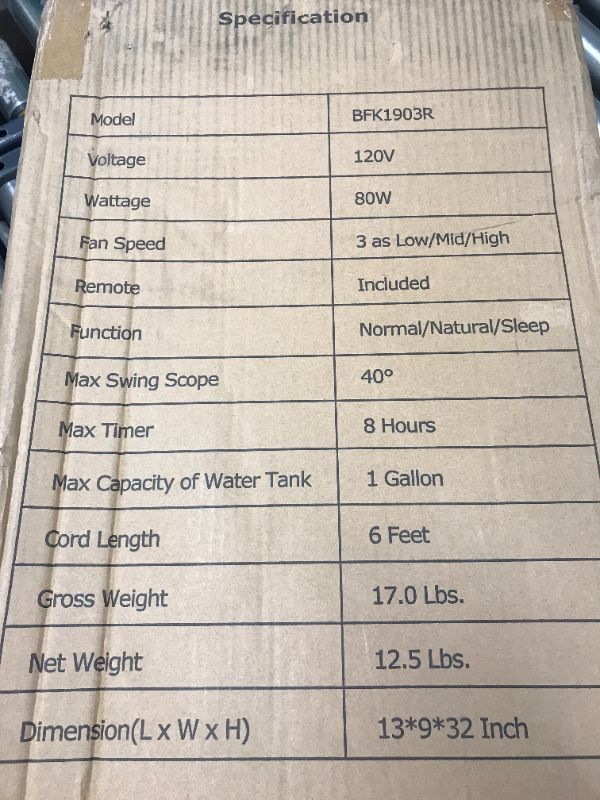 Specification
Model BFK1903R
Voltage 120V
Wattage 80W
Fan Speed 3 as Low/Mid/High
Remote Included
Function Normal/Natural/Sleep
Max Swing Scope 40°
Max Timer 8 Hours
Max Capacity of Water Tank 1 Gallon
Cord Length 6 Feet
Gross Weight 17.0 Lbs.
Net Weight 12.5 Lbs.
Dimension(L x W x H) 13*9*32 Inch